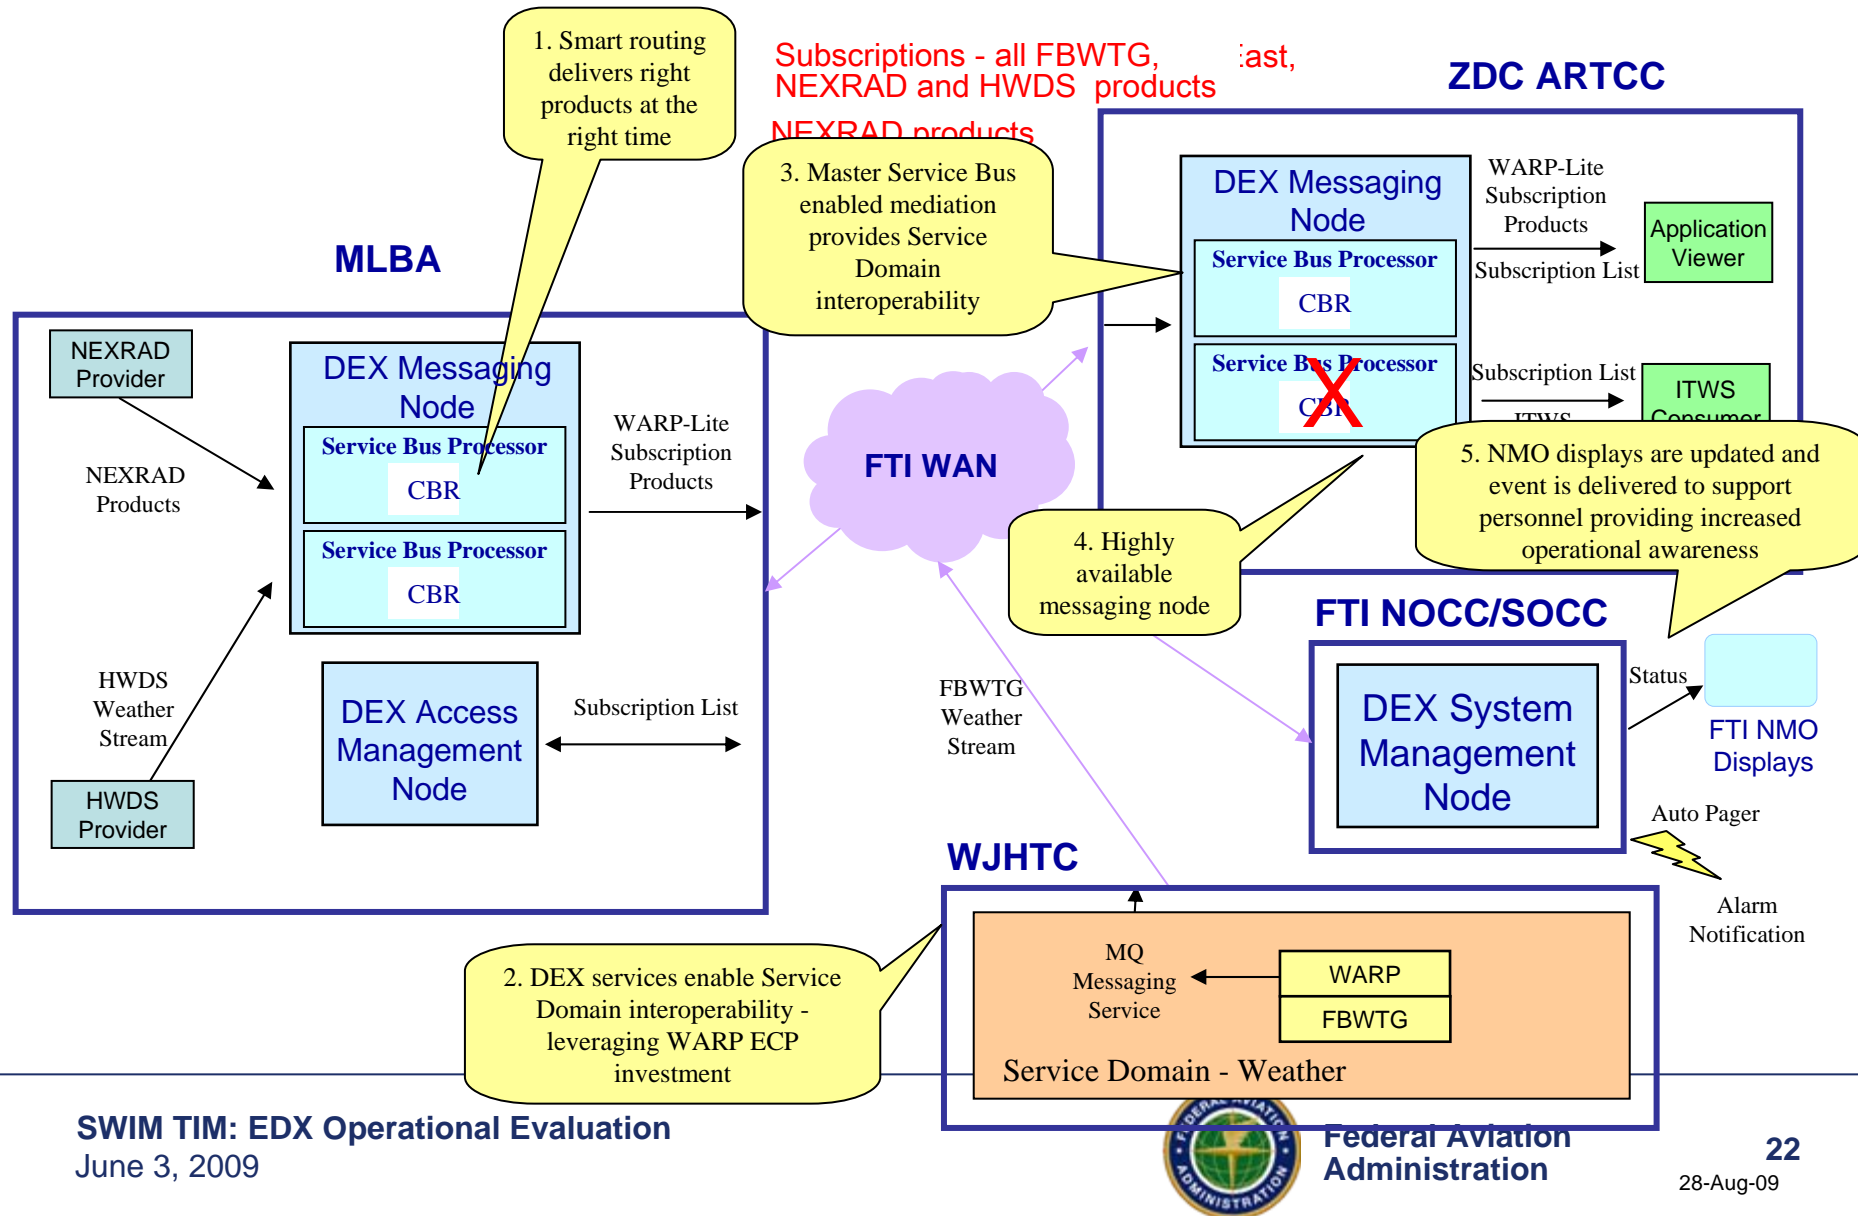 1. Smart routing
delivers right
products at the
right time
Subscriptions - all FBWTG,
NEXRAD and HWDS products
NEXRAD products
ZDC ARTCC
3. Master Service Bus
enabled mediation
provides Service
Domain
interoperability
DEX Messaging
Node
Service Bus Processor
CBR
Service Bus Processor
CBR
WARP-Lite
Subscription
Products
Subscription List
Application
Viewer
Subscription List
ITWS
ITWS
Consumer
MLBA
NEXRAD
Provider
NEXRAD
Products
DEX Messaging
Node
Service Bus Processor
CBR
Service Bus Processor
CBR
WARP-Lite
Subscription
Products
HWDS
Weather
Stream
HWDS
Provider
DEX Access
Management
Node
Subscription List
FTI WAN
4. Highly
available
messaging node
5. NMO displays are updated and
event is delivered to support
personnel providing increased
operational awareness
FTI NOCC/SOCC
DEX System
Management
Node
Status
FTI NMO
Displays
Auto Pager
Alarm
Notification
FBWTG
Weather
Stream
WJHTC
2. DEX services enable Service
Domain interoperability -
leveraging WARP ECP
investment
MQ
Messaging
Service
WARP
FBWTG
Service Domain - Weather
SWIM TIM: EDX Operational Evaluation
June 3, 2009
Federal Aviation
Administration
22
28-Aug-09